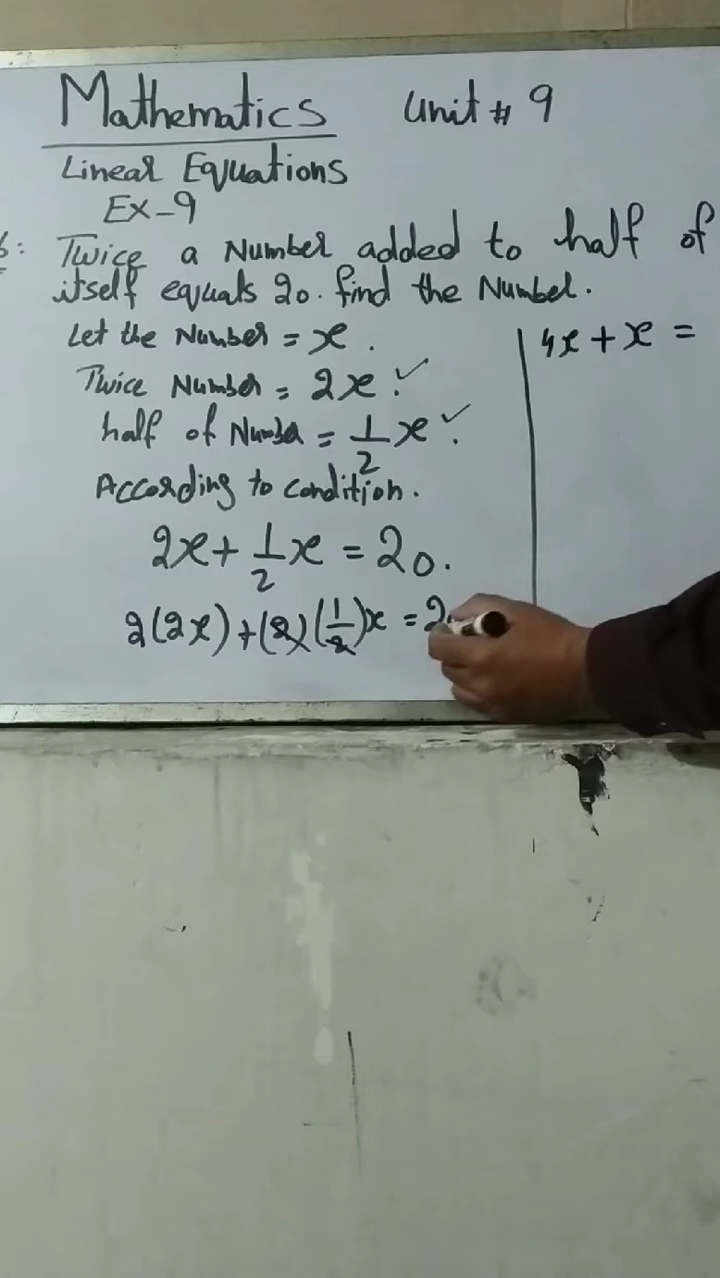 Mathematics Unit # 9
Linear Equations
Ex-9
6: Twice a Number added to half of
itself equals 20. find the Number.
Let the Number = x.
Twice Number = 2x. ✓
half of Number = 1/2 x. ✓
According to condition.
2x + 1/2 x = 20.
2(2x) + (2)(1/2)x = 2
4x + x =